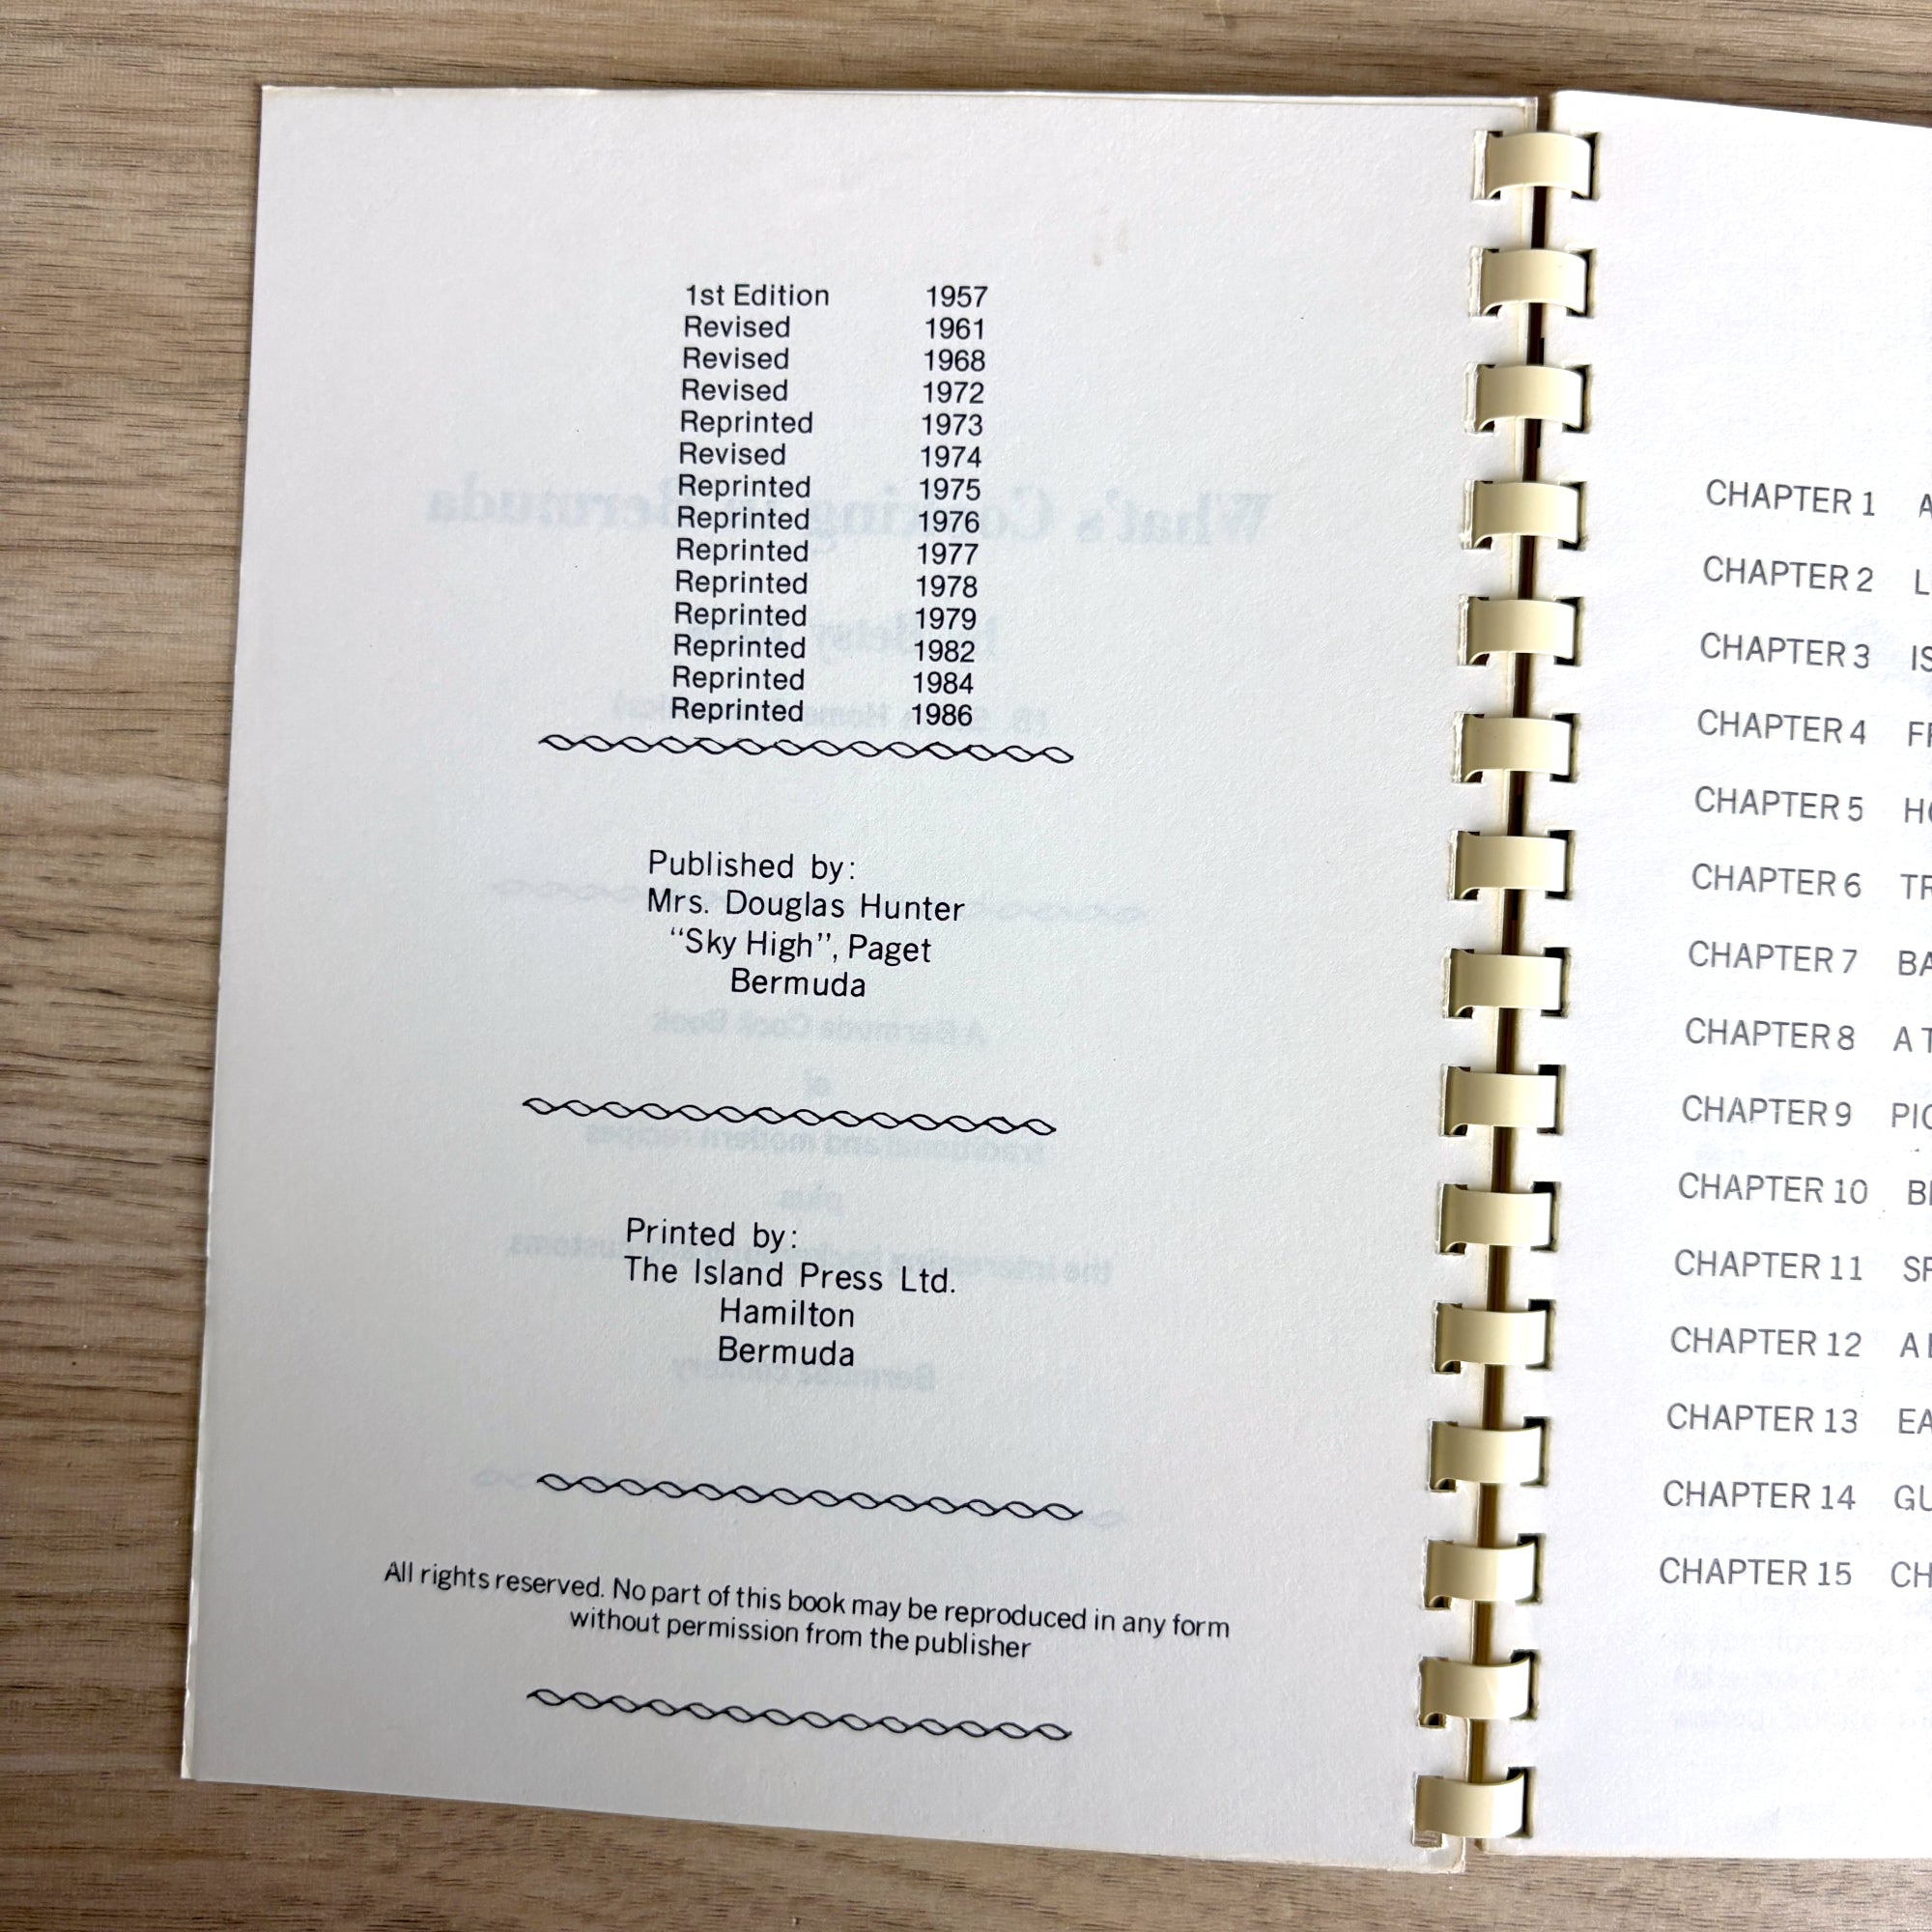 1st Edition 1957
Revised 1961
Revised 1968
Revised 1972
Reprinted 1973
Revised 1974
Reprinted 1975
Reprinted 1976
Reprinted 1977
Reprinted 1978
Reprinted 1979
Reprinted 1982
Reprinted 1984
Reprinted 1986
Published by:
Mrs. Douglas Hunter
“Sky High”, Paget
Bermuda
Printed by:
The Island Press Ltd.
Hamilton
Bermuda
All rights reserved. No part of this book may be reproduced in any form
without permission from the publisher
CHAPTER 1
CHAPTER 2
CHAPTER 3
CHAPTER 4
CHAPTER 5
CHAPTER 6
CHAPTER 7
CHAPTER 8 A
CHAPTER 9
CHAPTER 10
CHAPTER 11
CHAPTER 12 A
CHAPTER 13
CHAPTER 14
CHAPTER 15